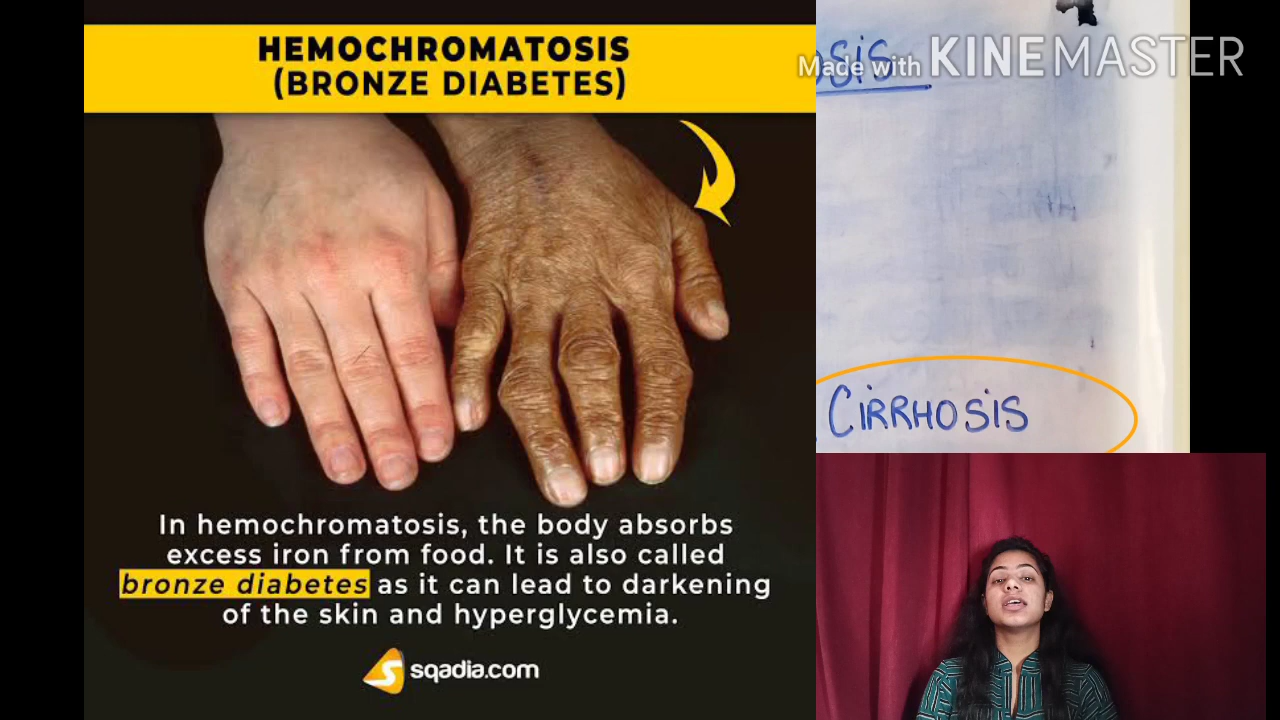 HEMOCHROMATOSIS
(BRONZE DIABETES)
In hemochromatosis, the body absorbs
excess iron from food. It is also called
bronze diabetes as it can lead to darkening
of the skin and hyperglycemia.
sqadia.com
OSiS
Made with KINEMASTER
CiRRHOSiS